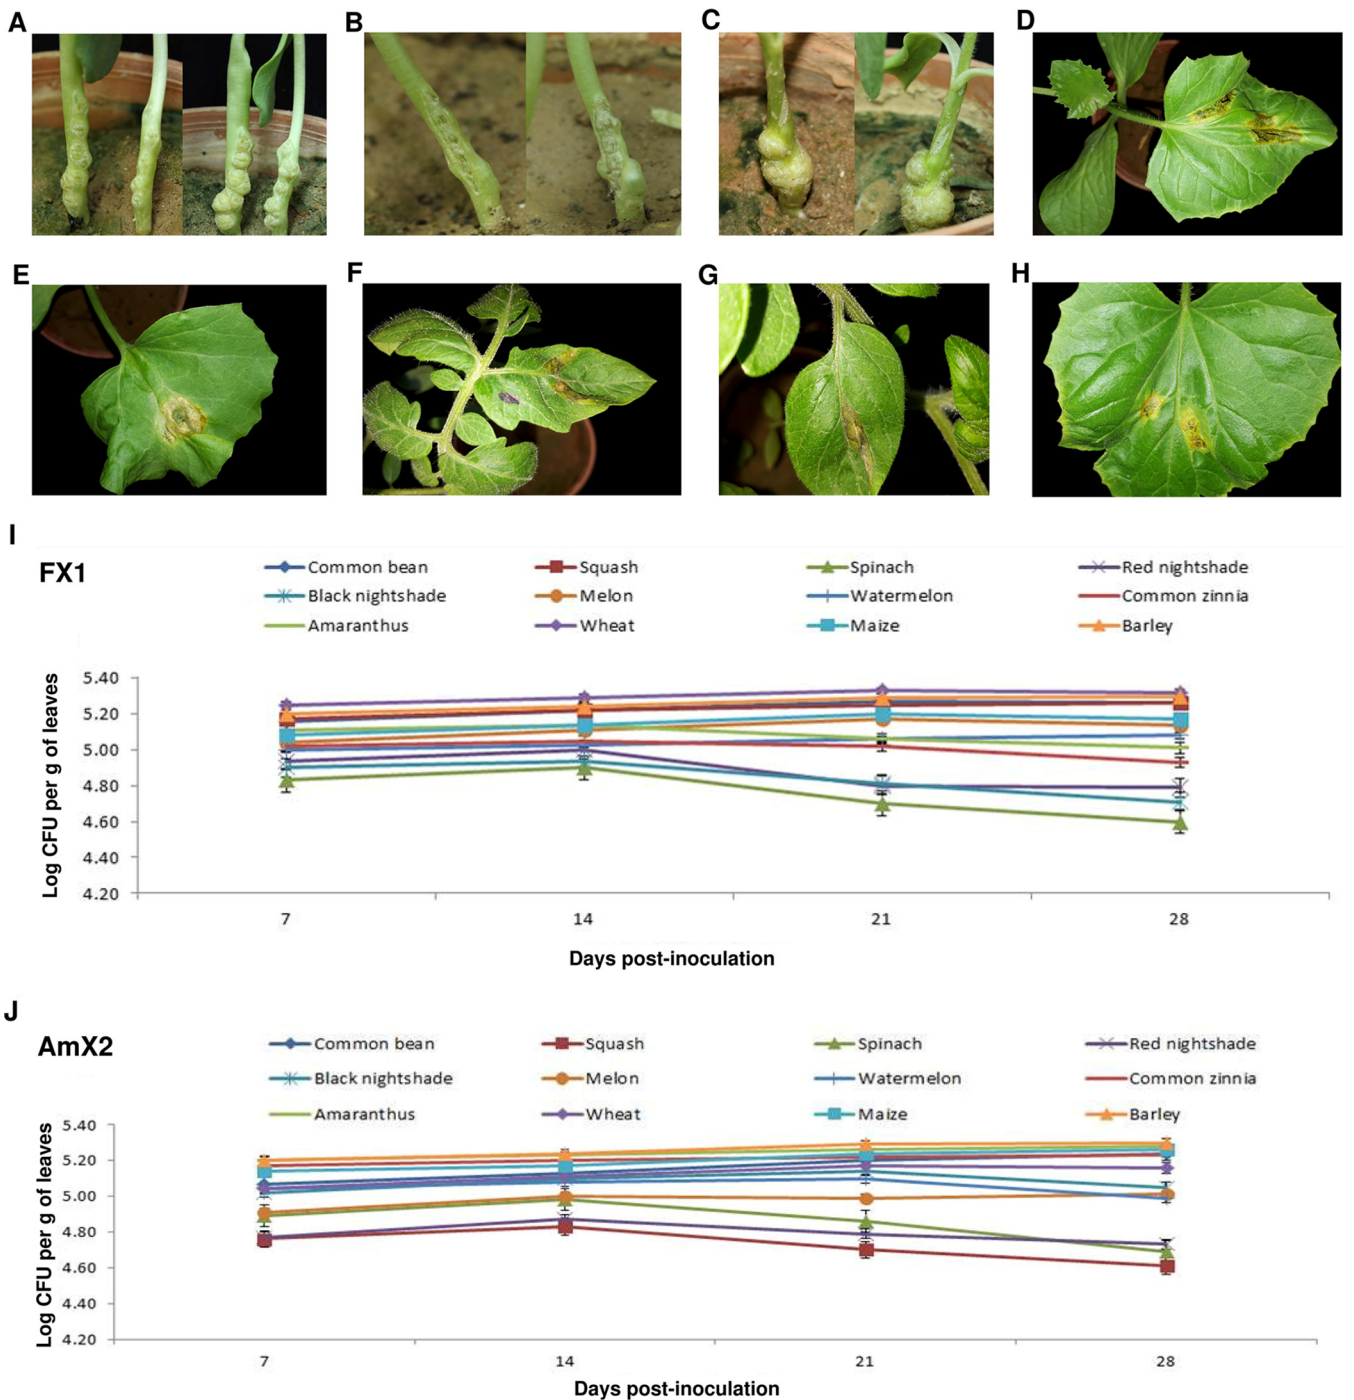 A B C D
E F G H
I
FX1
Common bean Squash Spinach Red nightshade
Black nightshade Melon Watermelon Common zinnia
Amaranthus Wheat Maize Barley
Log CFU per g of leaves
5.40
5.20
5.00
4.80
4.60
4.40
4.20
7 14 21 28
Days post-inoculation
J
AmX2
Common bean Squash Spinach Red nightshade
Black nightshade Melon Watermelon Common zinnia
Amaranthus Wheat Maize Barley
Log CFU per g of leaves
5.40
5.20
5.00
4.80
4.60
4.40
4.20
7 14 21 28
Days post-inoculation